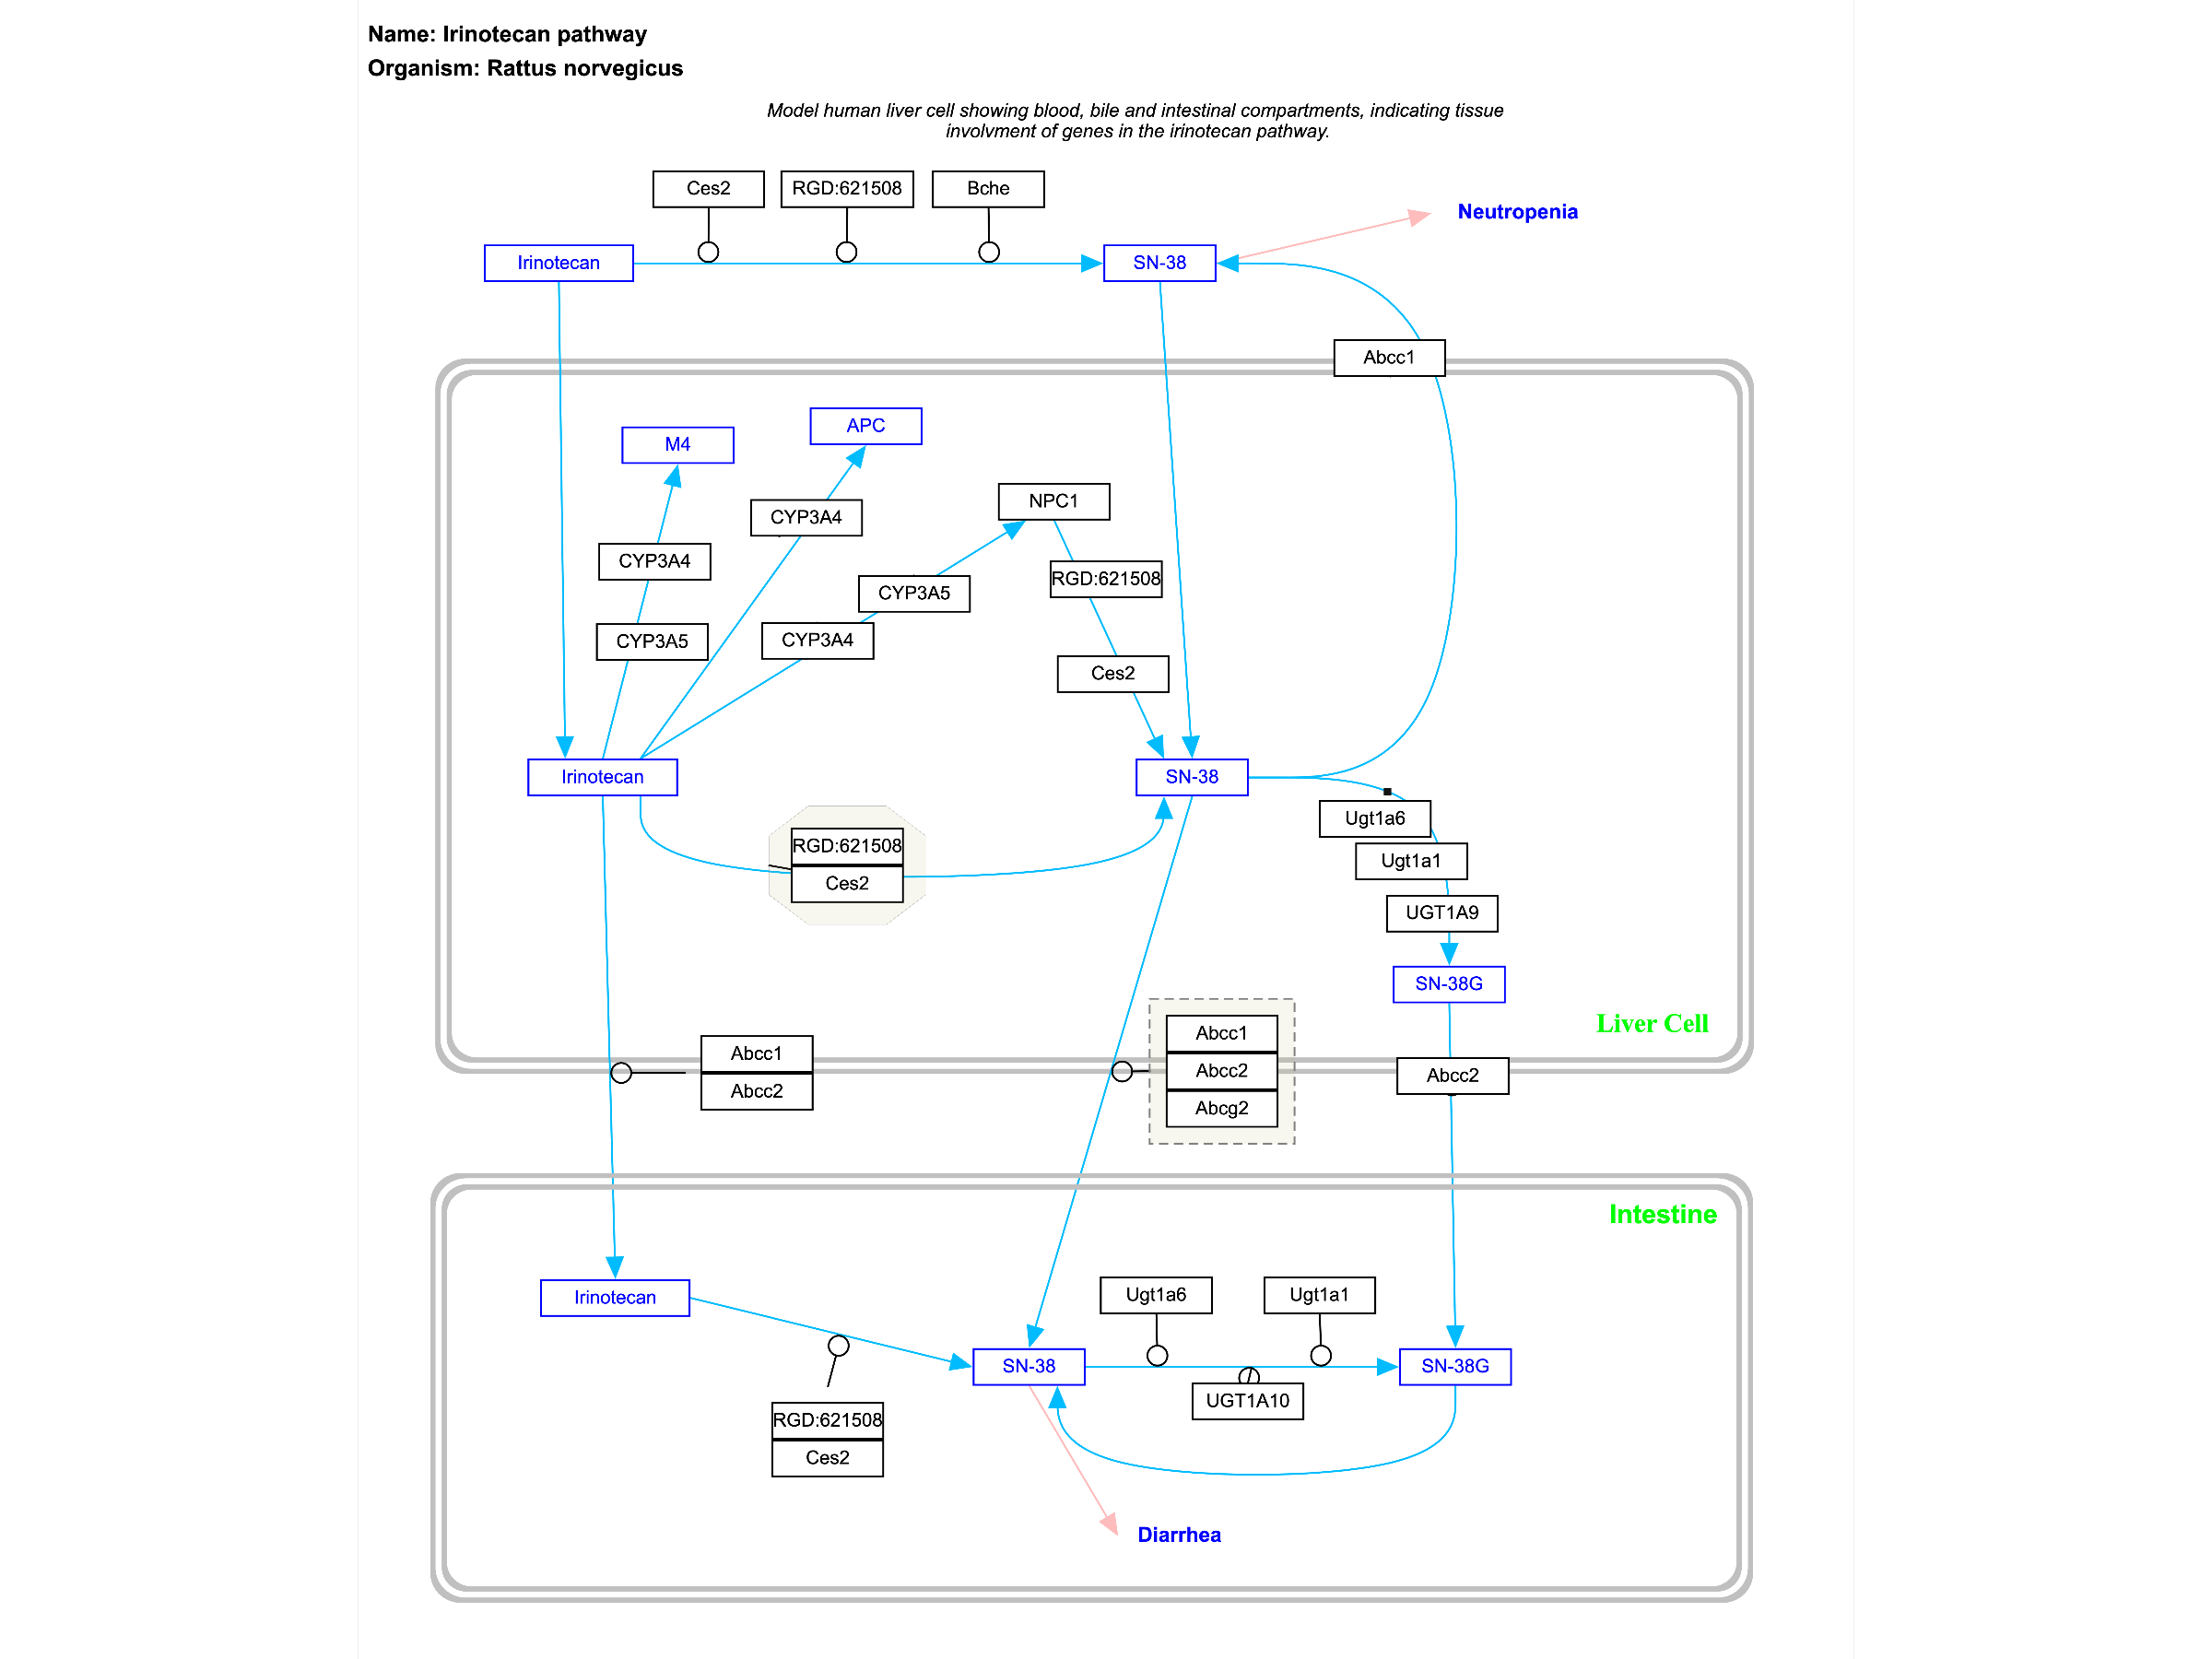 Name: Irinotecan pathway
Organism: Rattus norvegicus
Model human liver cell showing blood, bile and intestinal compartments, indicating tissue
involvment of genes in the irinotecan pathway.
Ces2
RGD:621508
Bche
Neutropenia
Irinotecan
SN-38
Abcc1
APC
M4
NPC1
CYP3A4
CYP3A4
RGD:621508
CYP3A5
CYP3A5
CYP3A4
Ces2
Irinotecan
SN-38
Ugt1a6
RGD:621508
Ugt1a1
Ces2
UGT1A9
SN-38G
Liver Cell
Abcc1
Abcc2
Abcc1
Abcc2
Abcg2
Abcc2
Intestine
Irinotecan
Ugt1a6
Ugt1a1
SN-38
SN-38G
UGT1A10
RGD:621508
Ces2
Diarrhea